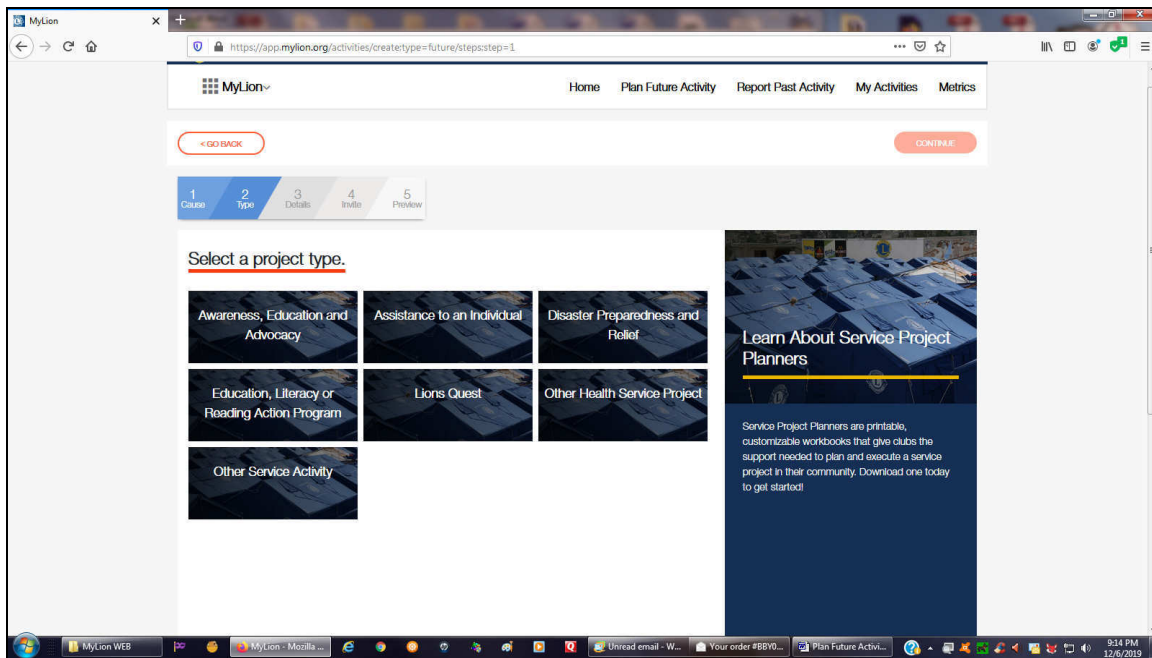 MyLion
https://app.mylion.org/activities/create:type=future/steps:step=1
MyLion
Home Plan Future Activity Report Past Activity My Activities Metrics
< GO BACK
CONTINUE
1 2 3 4 5
Cause Type Details Invite Preview
Select a project type.
Awareness, Education and
Advocacy
Assistance to an Individual
Disaster Preparedness and
Relief
Education, Literacy or
Reading Action Program
Lions Quest
Other Health Service Project
Other Service Activity
Learn About Service Project
Planners
Service Project Planners are printable,
customizable workbooks that give clubs the
support needed to plan and execute a service
project in their community. Download one today
to get started!
MyLion WEB
MyLion - Mozilla ...
Unread email - W...
Your order #BBY0...
Plan Future Activi...
9:14 PM
12/6/2019